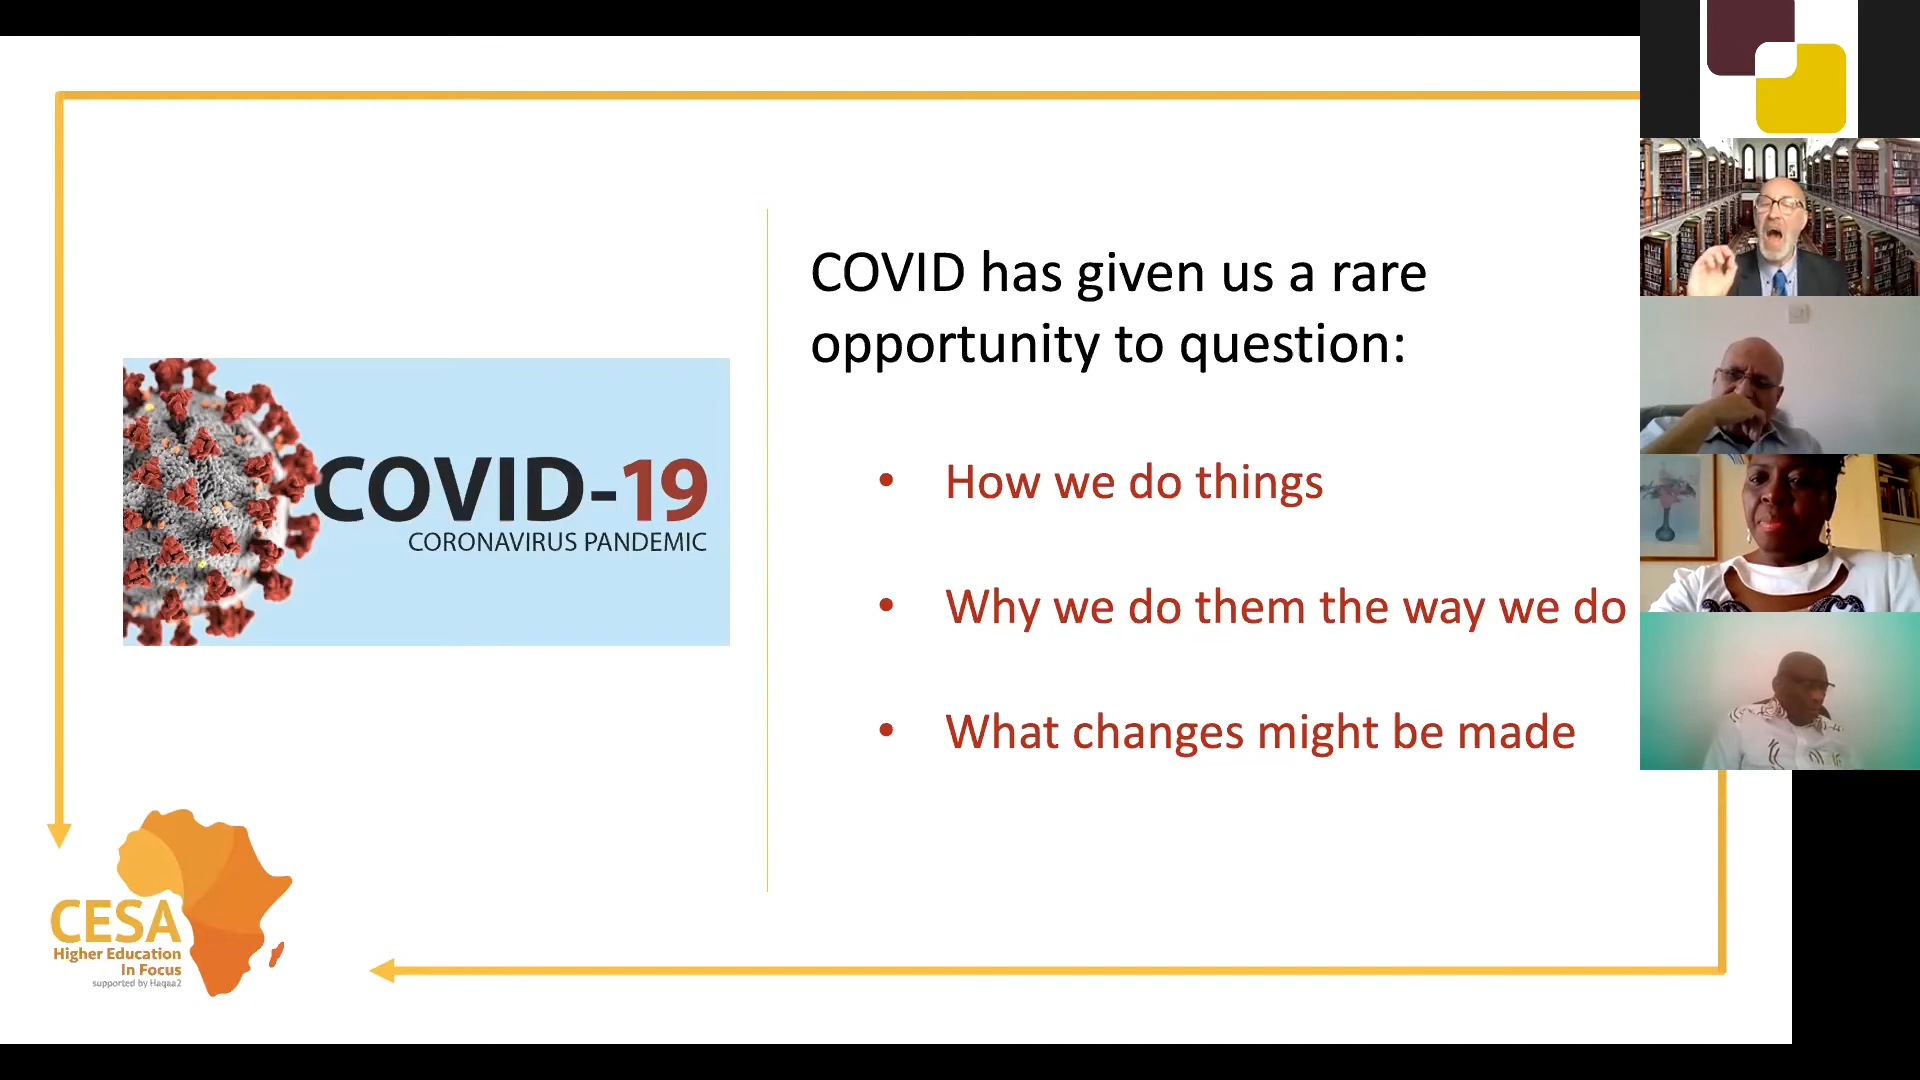 COVID-19
CORONAVIRUS PANDEMIC
COVID has given us a rare
opportunity to question:
• How we do things
• Why we do them the way we do
• What changes might be made
CESA
Higher Education
In Focus
supported by Haqaa2